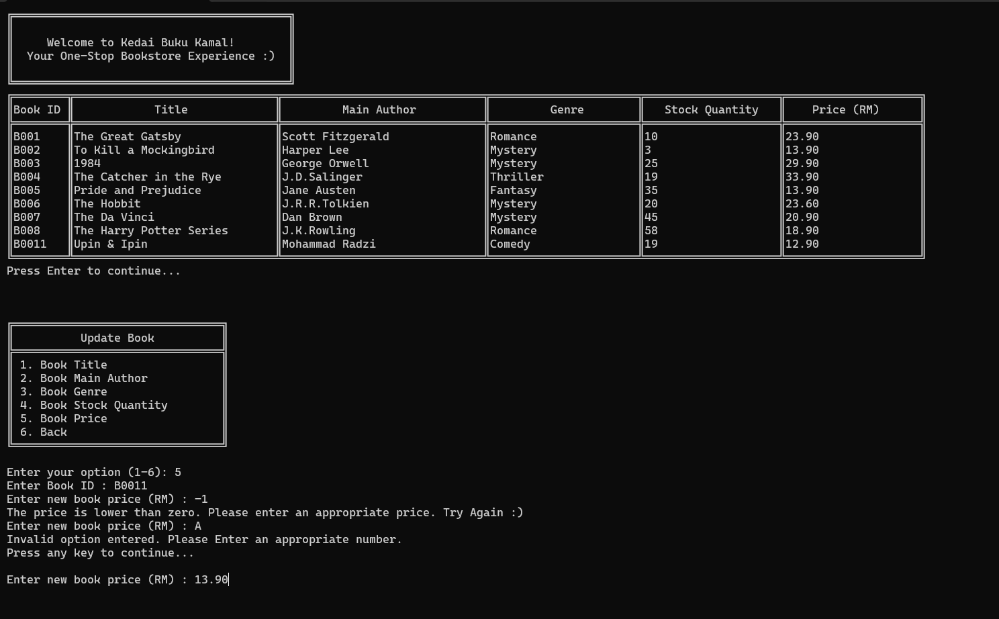 Welcome to Kedai Buku Kamal!
Your One-Stop Bookstore Experience :)
Book ID Title Main Author Genre Stock Quantity Price (RM)
B001 The Great Gatsby Scott Fitzgerald Romance 10 23.90
B002 To Kill a Mockingbird Harper Lee Mystery 3 13.90
B003 1984 George Orwell Mystery 25 29.90
B004 The Catcher in the Rye J.D.Salinger Thriller 19 33.90
B005 Pride and Prejudice Jane Austen Fantasy 35 13.90
B006 The Hobbit J.R.R.Tolkien Mystery 20 23.60
B007 The Da Vinci Dan Brown Mystery 45 20.90
B008 The Harry Potter Series J.K.Rowling Romance 58 18.90
B0011 Upin & Ipin Mohammad Radzi Comedy 19 12.90
Press Enter to continue...
Update Book
1. Book Title
2. Book Main Author
3. Book Genre
4. Book Stock Quantity
5. Book Price
6. Back
Enter your option (1-6): 5
Enter Book ID : B0011
Enter new book price (RM) : -1
The price is lower than zero. Please enter an appropriate price. Try Again :)
Enter new book price (RM) : A
Invalid option entered. Please Enter an appropriate number.
Press any key to continue...
Enter new book price (RM) : 13.90